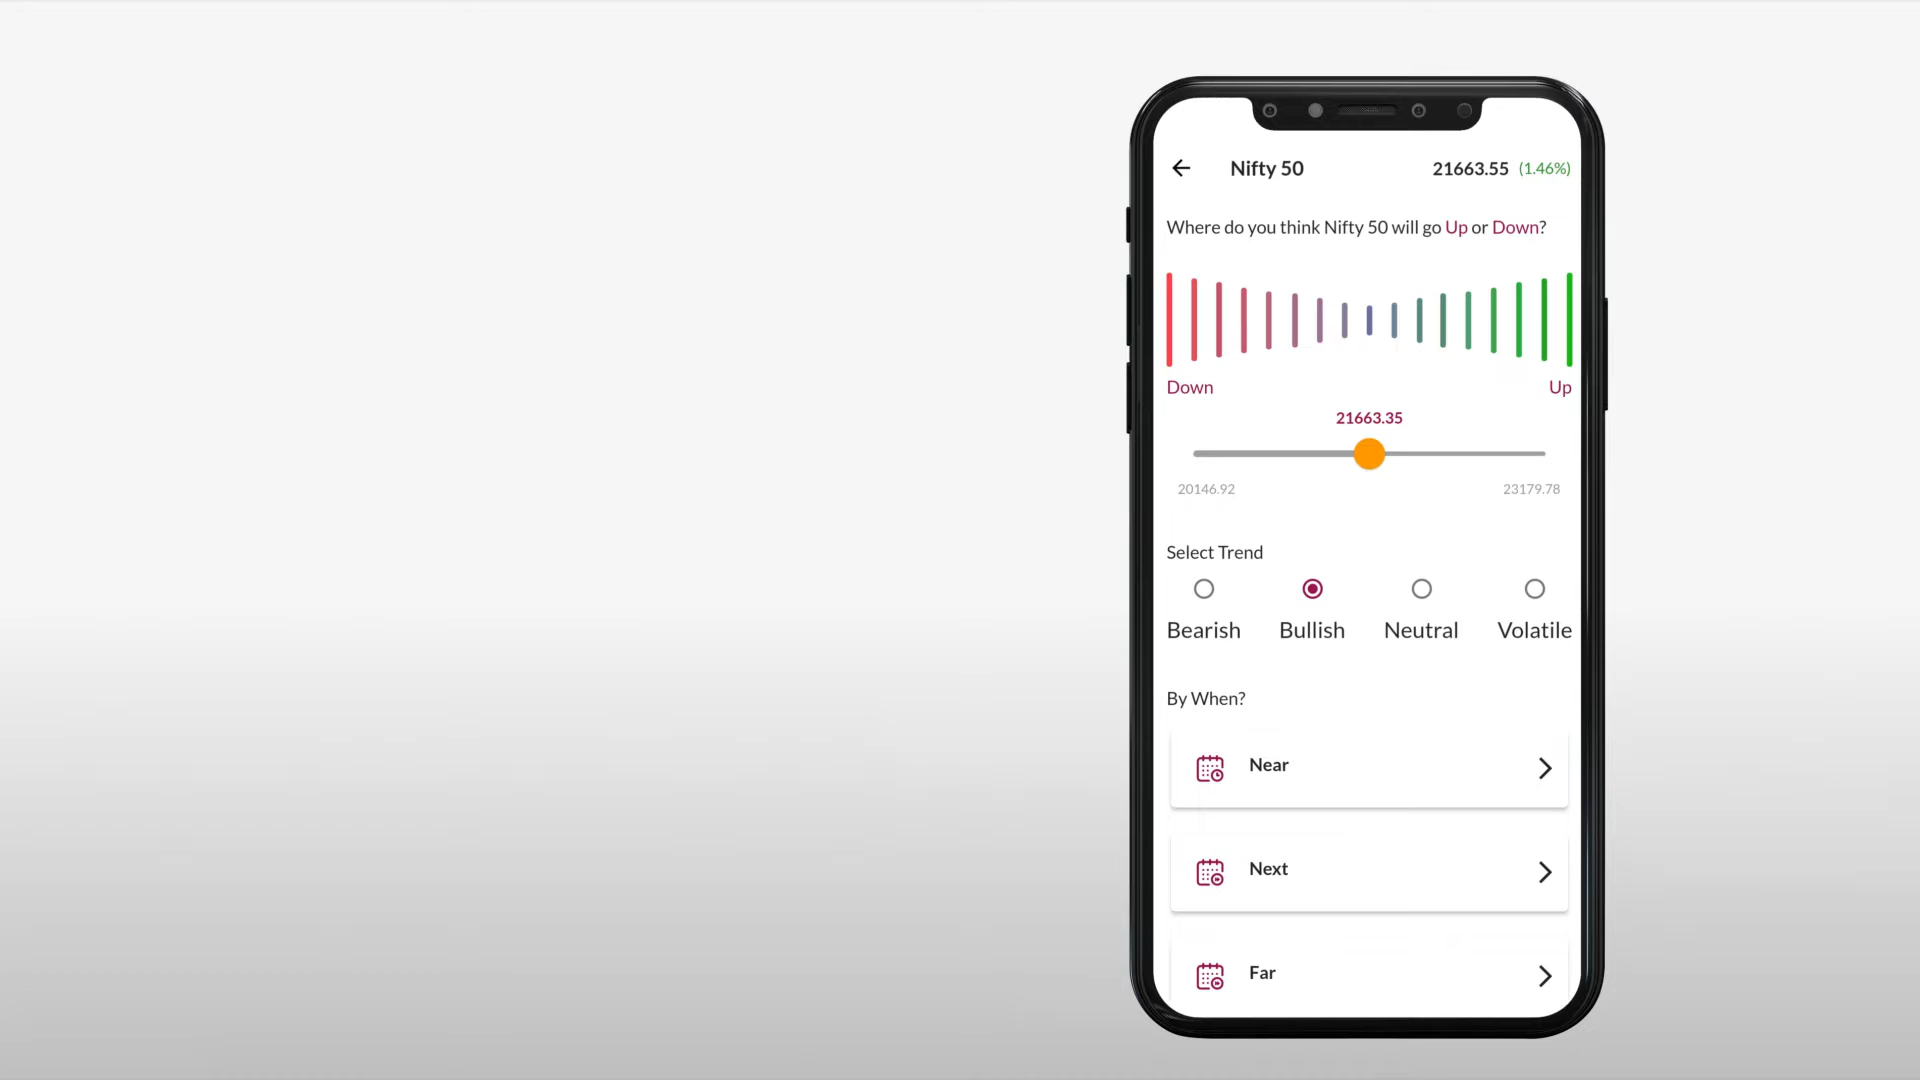 Nifty 50 21663.55 (1.46%)
Where do you think Nifty 50 will go Up or Down?
Down Up
21663.35
20146.92 23179.78
Select Trend
Bearish Bullish Neutral Volatile
By When?
Near
Next
Far